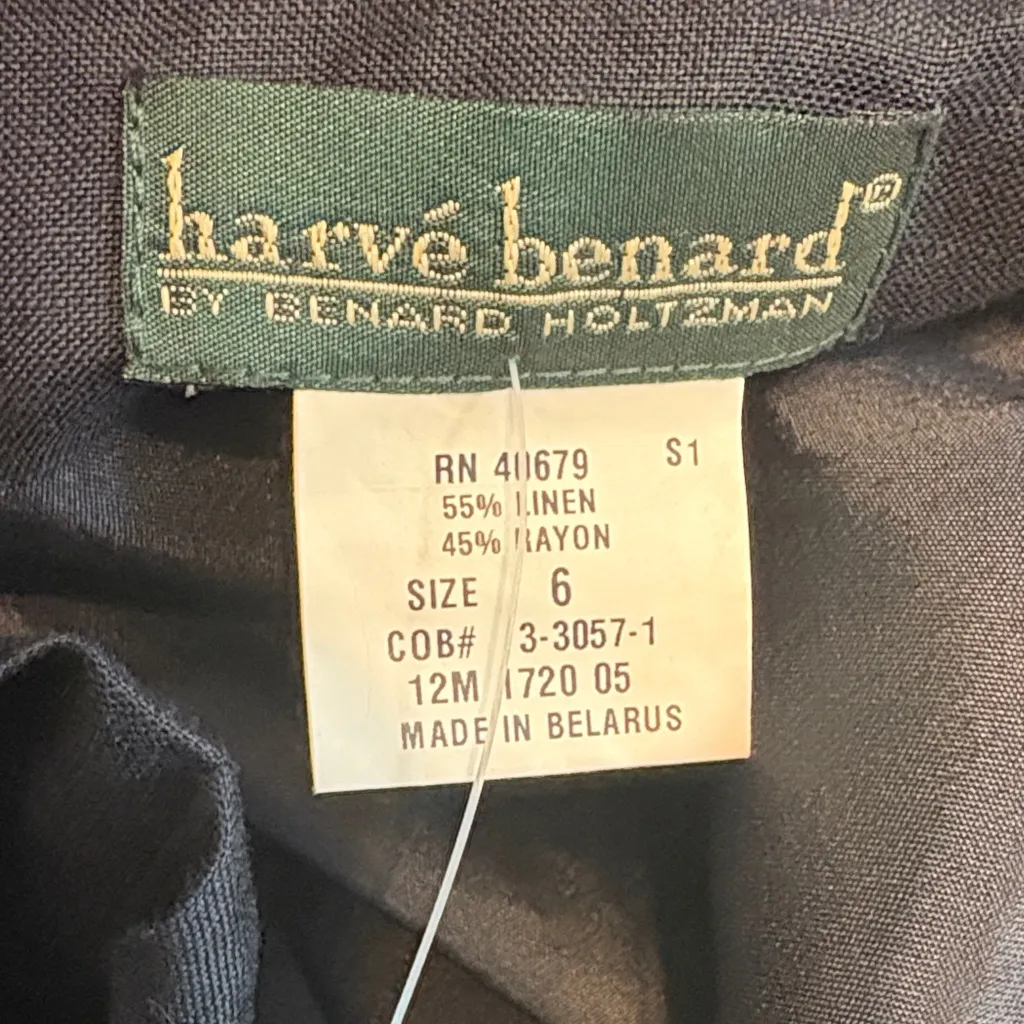 harvé benard®
BY BENARD HOLTZMAN
RN 40679 S1
55% LINEN
45% RAYON
SIZE 6
COB# 3-3057-1
12M 1720 05
MADE IN BELARUS